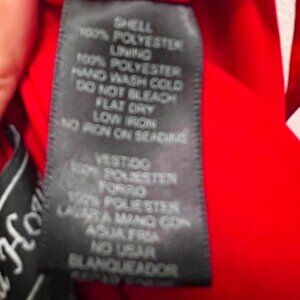 SHELL
100% POLYESTER
LINING
100% POLYESTER
HAND WASH COLD
DO NOT BLEACH
FLAT DRY
LOW IRON
NO IRON ON BEADING
VESTIDO
100% POLIESTER
FORRO
100% POLIESTER
LAVAR A MANO CON
AGUA FRIA
NO USAR
BLANQUEADOR